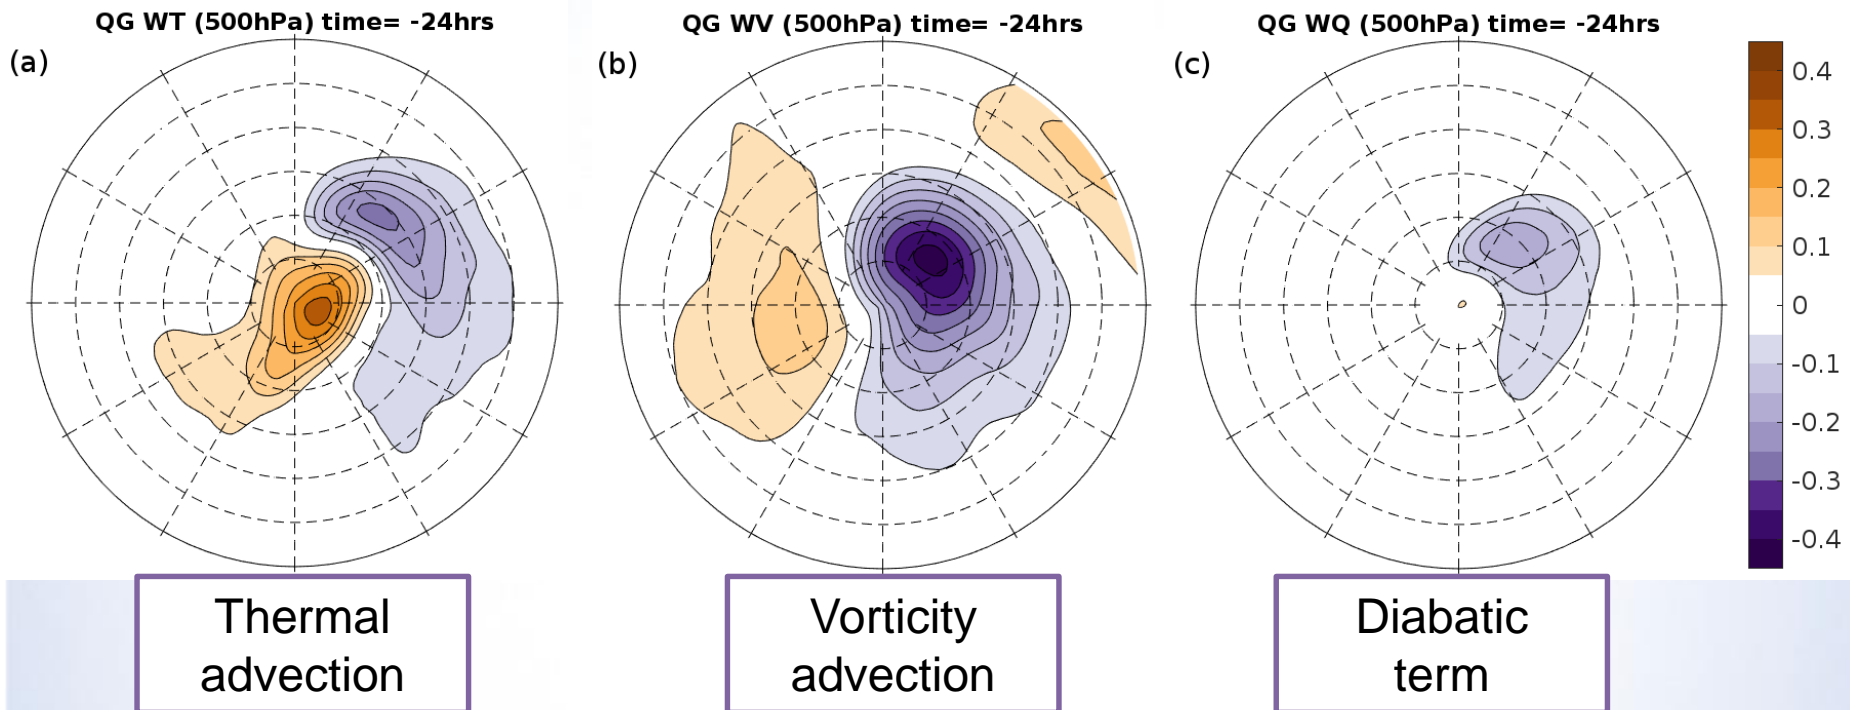 QG WT (500hPa) time= -24hrs
QG WV (500hPa) time= -24hrs
QG WQ (500hPa) time= -24hrs
(a)
(b)
(c)
0.4
0.3
0.2
0.1
0
-0.1
-0.2
-0.3
-0.4
Thermal
advection
Vorticity
advection
Diabatic
term